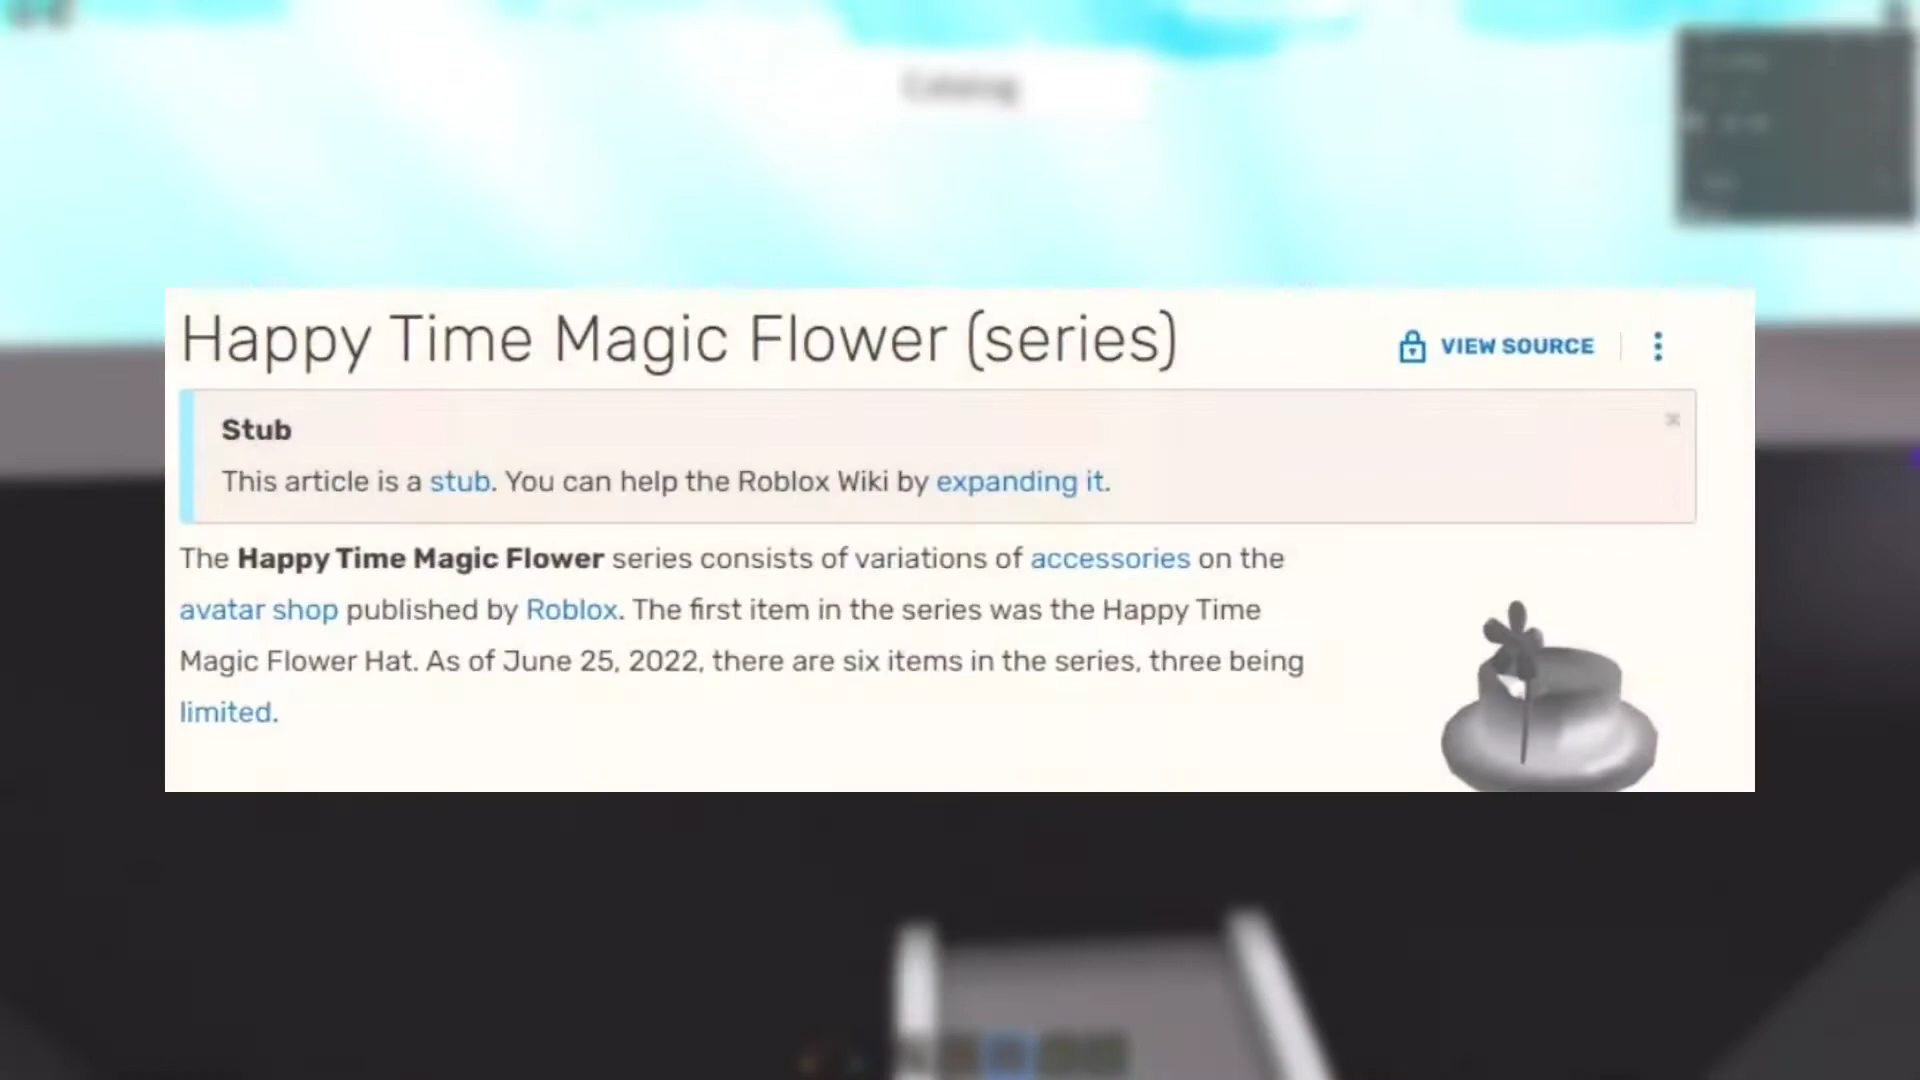 Catalog
Happy Time Magic Flower (series)
VIEW SOURCE
Stub
This article is a stub. You can help the Roblox Wiki by expanding it.
The Happy Time Magic Flower series consists of variations of accessories on the
avatar shop published by Roblox. The first item in the series was the Happy Time
Magic Flower Hat. As of June 25, 2022, there are six items in the series, three being
limited.